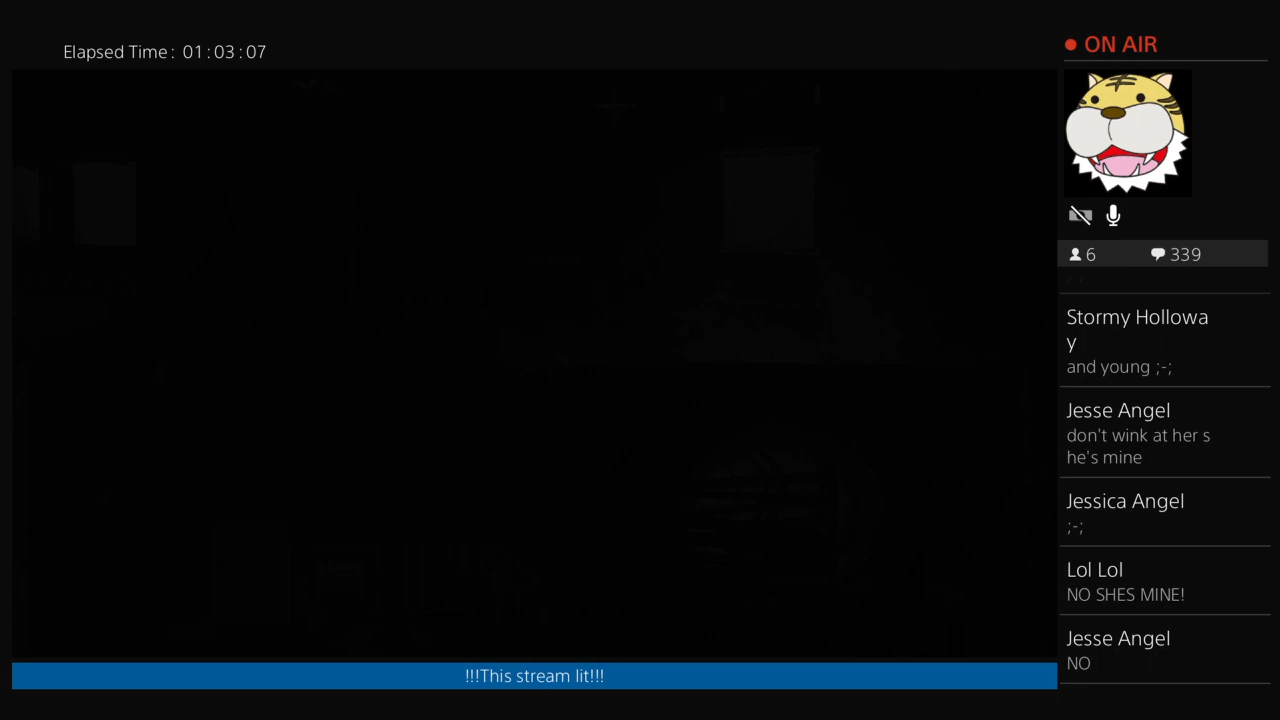 Elapsed Time: 01:03:07
ON AIR
6 339
Stormy Hollowa
y
and young ;-;
Jesse Angel
don't wink at her s
he's mine
Jessica Angel
;-;
Lol Lol
NO SHES MINE!
Jesse Angel
NO
!!!This stream lit!!!